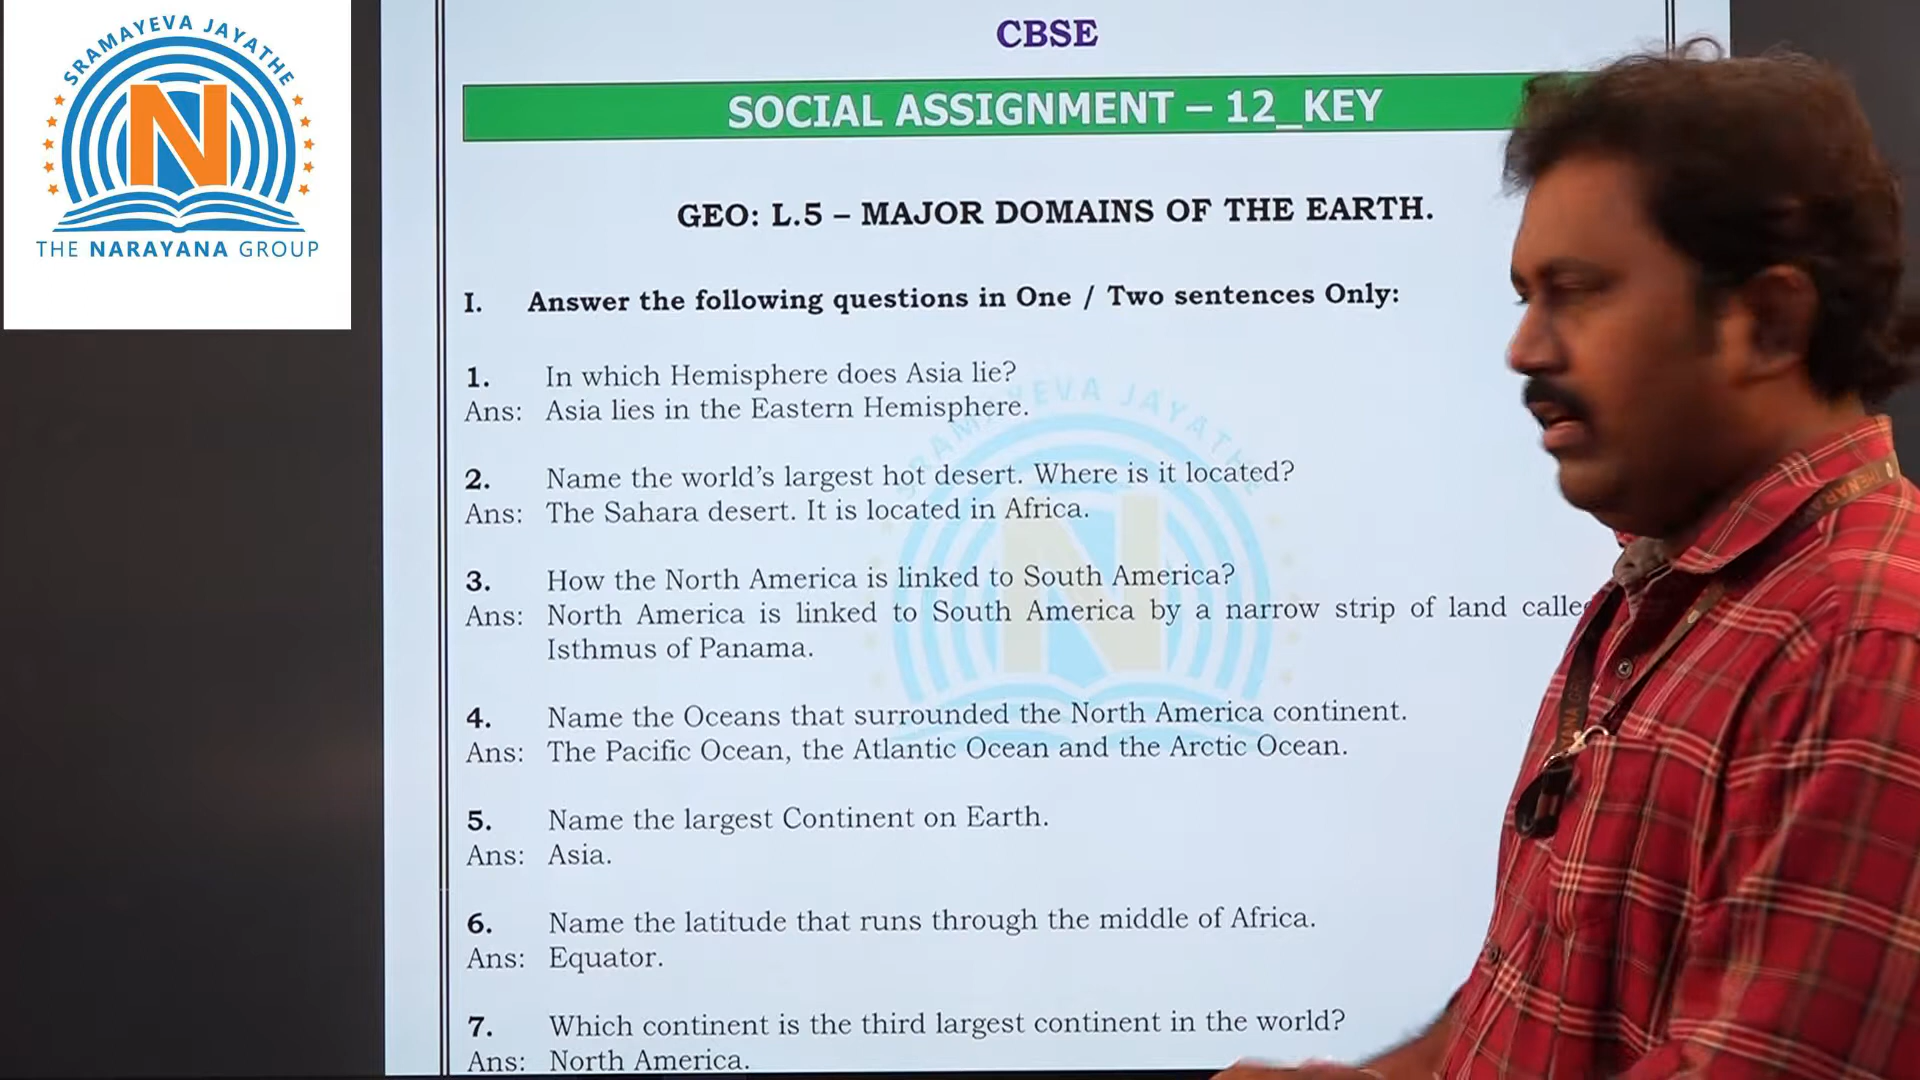 SRAMAYEVA JAYATHE
N
THE NARAYANA GROUP
CBSE
SOCIAL ASSIGNMENT – 12_KEY
GEO: L.5 – MAJOR DOMAINS OF THE EARTH.
I. Answer the following questions in One / Two sentences Only:
1. In which Hemisphere does Asia lie?
Ans: Asia lies in the Eastern Hemisphere.
2. Name the world's largest hot desert. Where is it located?
Ans: The Sahara desert. It is located in Africa.
3. How the North America is linked to South America?
Ans: North America is linked to South America by a narrow strip of land
Isthmus of Panama.
4. Name the Oceans that surrounded the North America continent.
Ans: The Pacific Ocean, the Atlantic Ocean and the Arctic Ocean.
5. Name the largest Continent on Earth.
Ans: Asia.
6. Name the latitude that runs through the middle of Africa.
Ans: Equator.
7. Which continent is the third largest continent in the world?
Ans: North America.
SRAMAYEVA JAYATHE
N